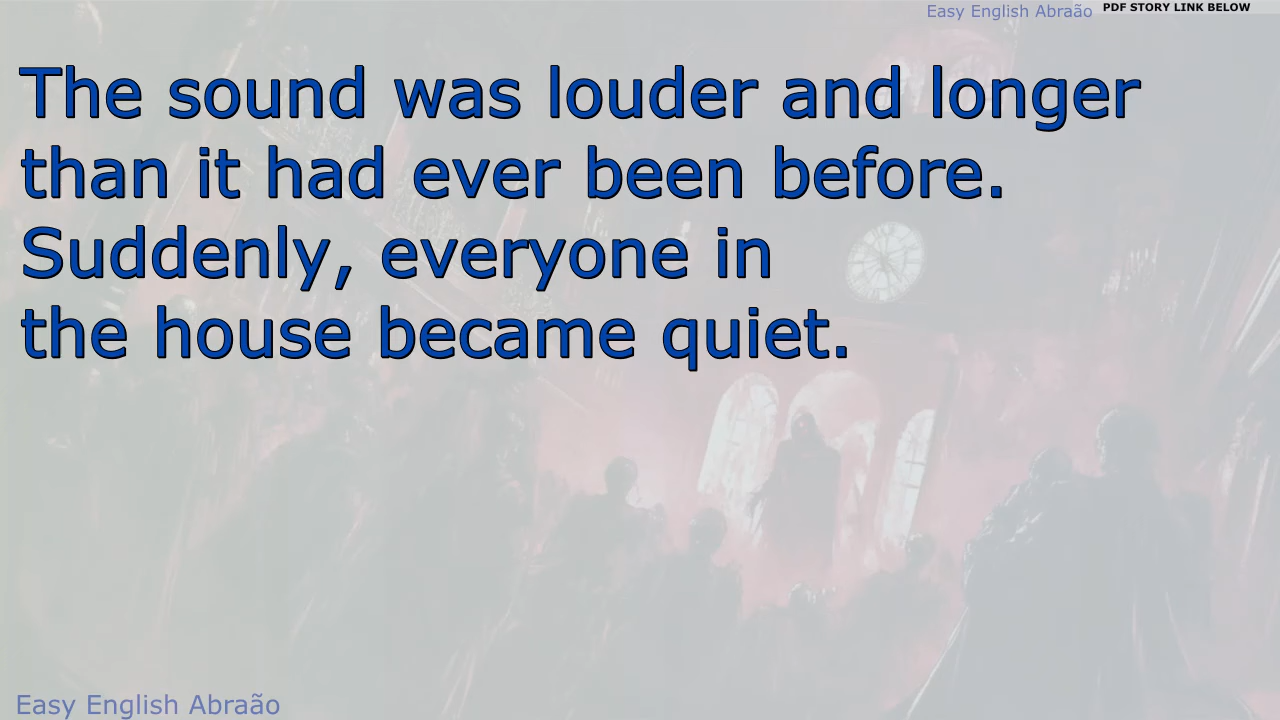 Easy English Abraão PDF STORY LINK BELOW
The sound was louder and longer
than it had ever been before.
Suddenly, everyone in
the house became quiet.
Easy English Abraão